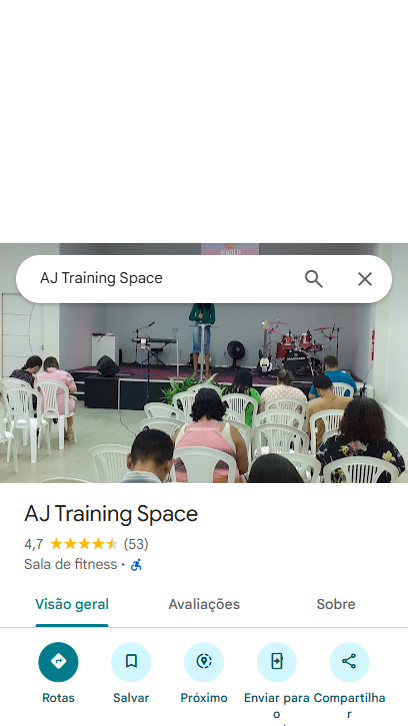 AJ Training Space
AJ Training Space
4,7 (53)
Sala de fitness ·
Visão geral
Avaliações
Sobre
Rotas
Salvar
Próximo
Enviar para
o
Compartilha
r